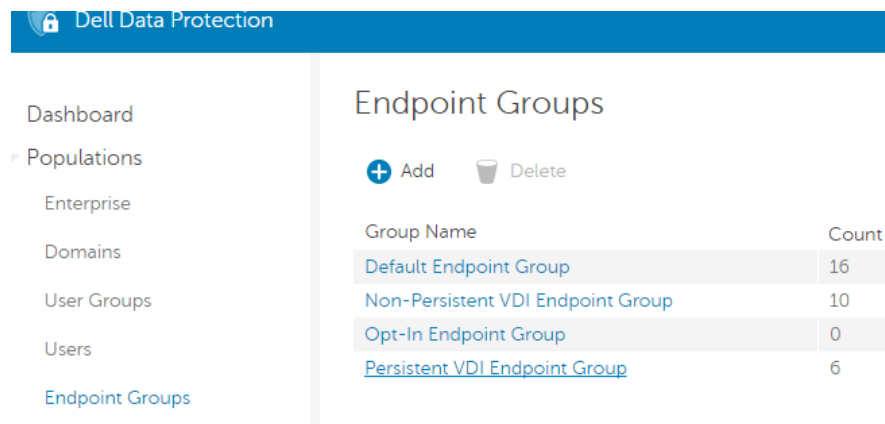 Dell Data Protection
Dashboard
Populations
Enterprise
Domains
User Groups
Users
Endpoint Groups
Endpoint Groups
Add Delete
Group Name Count
Default Endpoint Group 16
Non-Persistent VDI Endpoint Group 10
Opt-In Endpoint Group 0
Persistent VDI Endpoint Group 6